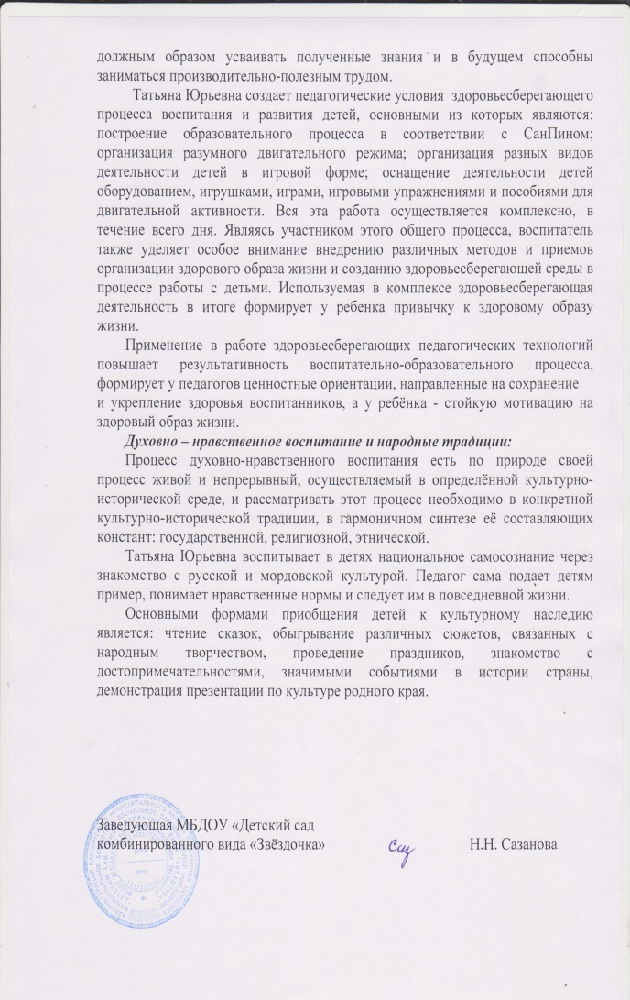 должным образом усваивать полученные знания и в будущем способны
заниматься производительно-полезным трудом.
Татьяна Юрьевна создает педагогические условия здоровьесберегающего
процесса воспитания и развития детей, основными из которых являются:
построение образовательного процесса в соответствии с СанПином;
организация разумного двигательного режима; организация разных видов
деятельности детей в игровой форме; оснащение деятельности детей
оборудованием, игрушками, играми, игровыми упражнениями и пособиями для
двигательной активности. Вся эта работа осуществляется комплексно, в
течение всего дня. Являясь участником этого общего процесса, воспитатель
также уделяет особое внимание внедрению различных методов и приемов
организации здорового образа жизни и созданию здоровьесберегающей среды в
процессе работы с детьми. Используемая в комплексе здоровьесберегающая
деятельность в итоге формирует у ребенка привычку к здоровому образу
жизни.
Применение в работе здоровьесберегающих педагогических технологий
повышает результативность воспитательно-образовательного процесса,
формирует у педагогов ценностные ориентации, направленные на сохранение
и укрепление здоровья воспитанников, а у ребёнка - стойкую мотивацию на
здоровый образ жизни.
Духовно – нравственное воспитание и народные традиции:
Процесс духовно-нравственного воспитания есть по природе своей
процесс живой и непрерывный, осуществляемый в определённой культурно-
исторической среде, и рассматривать этот процесс необходимо в конкретной
культурно-исторической традиции, в гармоничном синтезе её составляющих
констант: государственной, религиозной, этнической.
Татьяна Юрьевна воспитывает в детях национальное самосознание через
знакомство с русской и мордовской культурой. Педагог сама подает детям
пример, понимает нравственные нормы и следует им в повседневной жизни.
Основными формами приобщения детей к культурному наследию
является: чтение сказок, обыгрывание различных сюжетов, связанных с
народным творчеством, проведение праздников, знакомство с
достопримечательностями, значимыми событиями в истории страны,
демонстрация презентации по культуре родного края.
Заведующая МБДОУ «Детский сад
комбинированного вида «Звёздочка» Н.Н. Сазанова